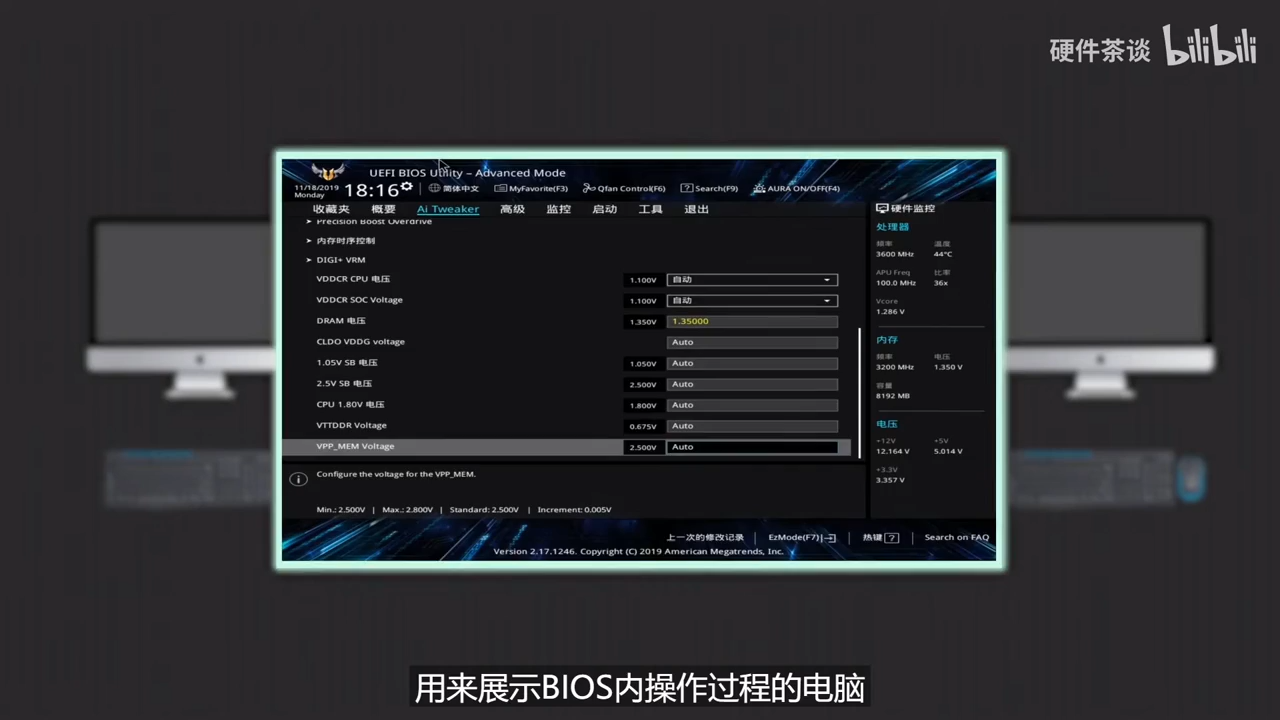 硬件茶谈 bilibili
UEFI BIOS Utility – Advanced Mode
11/18/2019
Monday
18:16
简体中文
MyFavorite(F3)
Qfan Control(F6)
Search(F9)
AURA ON/OFF(F4)
收藏夹 概要 Ai Tweaker 高级 监控 启动 工具 退出
硬件监控
Precision Boost Overdrive
内存时序控制
DIGI+ VRM
VDDCR CPU 电压 1.100V 自动
VDDCR SOC Voltage 1.100V 自动
DRAM 电压 1.350V 1.35000
CLDO VDDG voltage Auto
1.05V SB 电压 1.050V Auto
2.5V SB 电压 2.500V Auto
CPU 1.80V 电压 1.800V Auto
VTTDDR Voltage 0.675V Auto
VPP_MEM Voltage 2.500V Auto
处理器
频率 温度
3600 MHz 44°C
APU Freq 比率
100.0 MHz 36x
Vcore
1.286 V
内存
频率 电压
3200 MHz 1.350 V
容量
8192 MB
电压
+12V +5V
12.164 V 5.014 V
+3.3V
3.357 V
Configure the voltage for the VPP_MEM.
Min.: 2.500V | Max.: 2.800V | Standard: 2.500V | Increment: 0.005V
上一次的修改记录 | EzMode(F7) | 热键 ? | Search on FAQ
Version 2.17.1246. Copyright (C) 2019 American Megatrends, Inc.
用来展示BIOS内操作过程的电脑